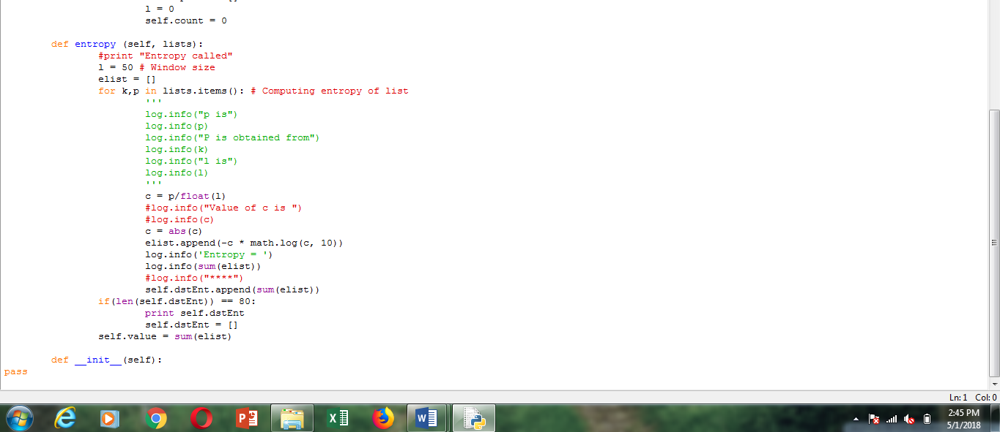 l = 0
self.count = 0
def entropy (self, lists):
#print "Entropy called"
l = 50 # Window size
elist = []
for k,p in lists.items(): # Computing entropy of list
'''
log.info("p is")
log.info(p)
log.info("P is obtained from")
log.info(k)
log.info("l is")
log.info(l)
'''
c = p/float(l)
#log.info("Value of c is ")
#log.info(c)
c = abs(c)
elist.append(-c * math.log(c, 10))
log.info('Entropy = ')
log.info(sum(elist))
#log.info("****")
self.dstEnt.append(sum(elist))
if(len(self.dstEnt)) == 80:
print self.dstEnt
self.dstEnt = []
self.value = sum(elist)
def __init__(self):
pass
Ln: 1 Col: 0
2:45 PM
5/1/2018